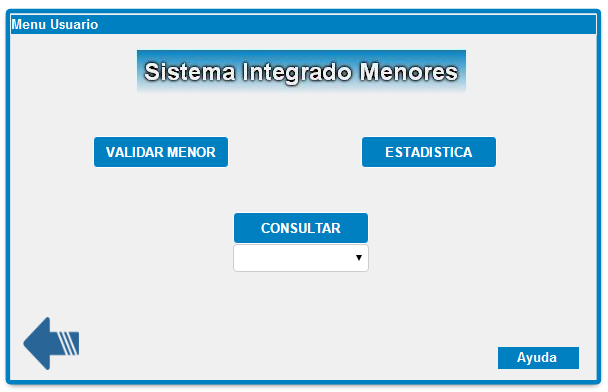 Menu Usuario
Sistema Integrado Menores
VALIDAR MENOR
ESTADISTICA
CONSULTAR
Ayuda